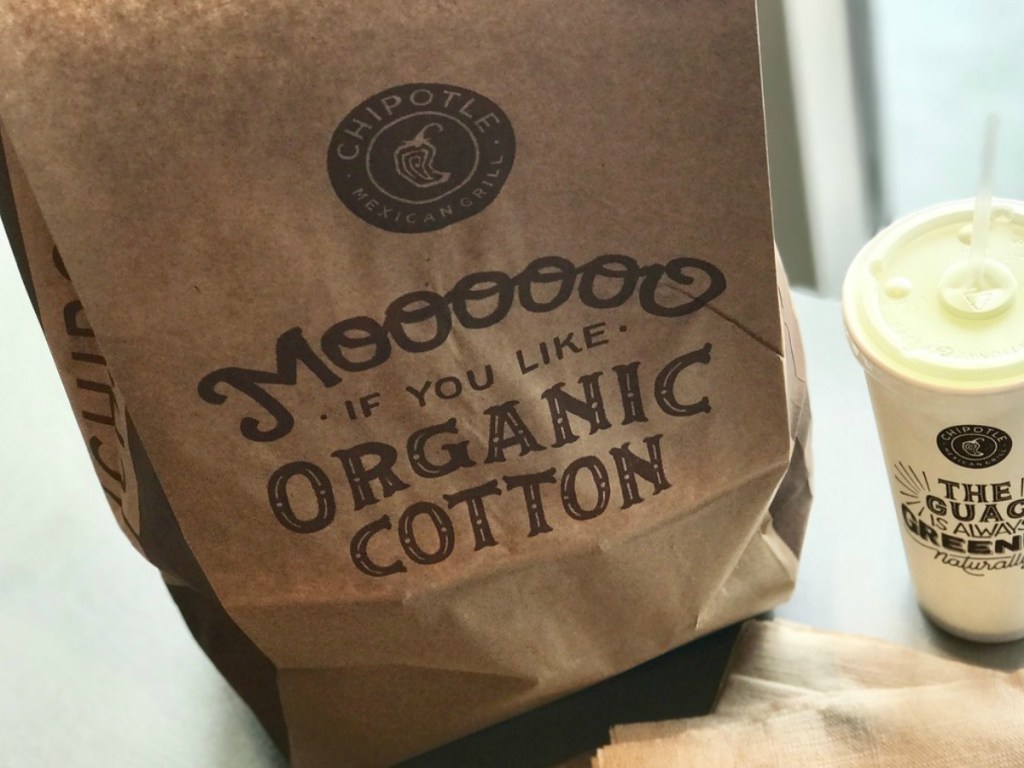 CHIPOTLE
MEXICAN GRILL
Moooooo
· IF YOU LIKE ·
ORGANIC
COTTON
CHIPOTLE
MEXICAN GRILL
THE
GUAC
IS ALWAYS
GREEN
naturally